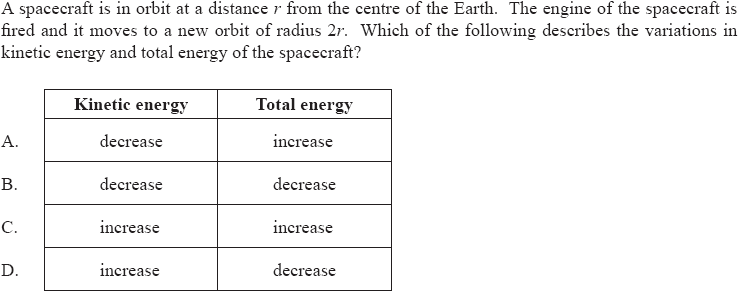 A spacecraft is in orbit at a distance r from the centre of the Earth. The engine of the spacecraft is
fired and it moves to a new orbit of radius 2r. Which of the following describes the variations in
kinetic energy and total energy of the spacecraft?
Kinetic energy Total energy
A. decrease increase
B. decrease decrease
C. increase increase
D. increase decrease